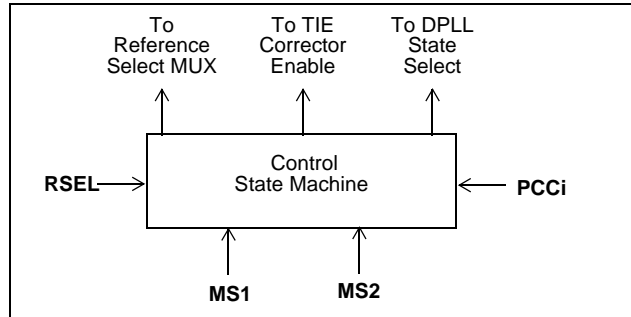 To
Reference
Select MUX
To TIE
Corrector
Enable
To DPLL
State
Select
Control
State Machine
RSEL
PCCi
MS1
MS2